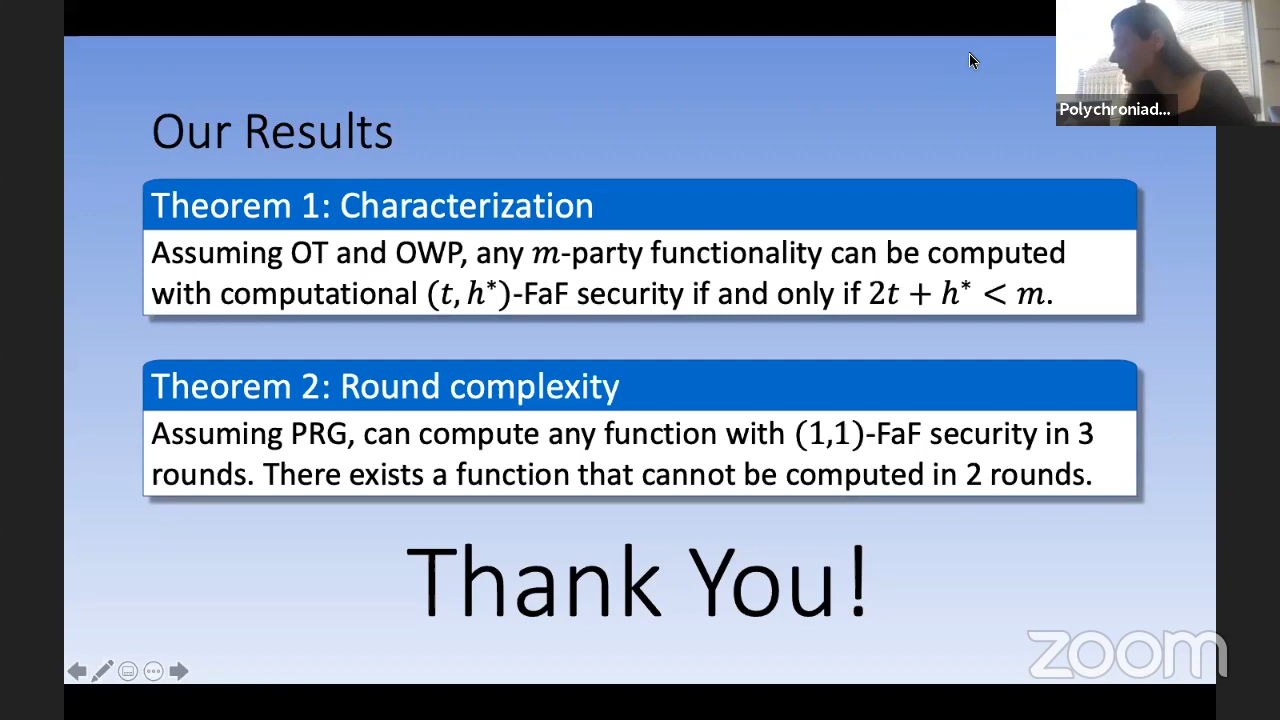 Polychroniad...
Our Results
Theorem 1: Characterization
Assuming OT and OWP, any m-party functionality can be computed
with computational (t, h*)-FaF security if and only if 2t + h* < m.
Theorem 2: Round complexity
Assuming PRG, can compute any function with (1,1)-FaF security in 3
rounds. There exists a function that cannot be computed in 2 rounds.
Thank You!
zoom